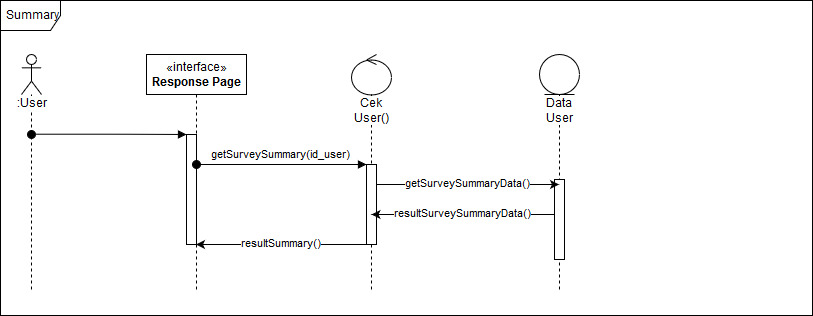 Summary
:User
«interface»
Response Page
Cek
User()
Data
User
getSurveySummary(id_user)
getSurveySummaryData()
resultSurveySummaryData()
resultSummary()